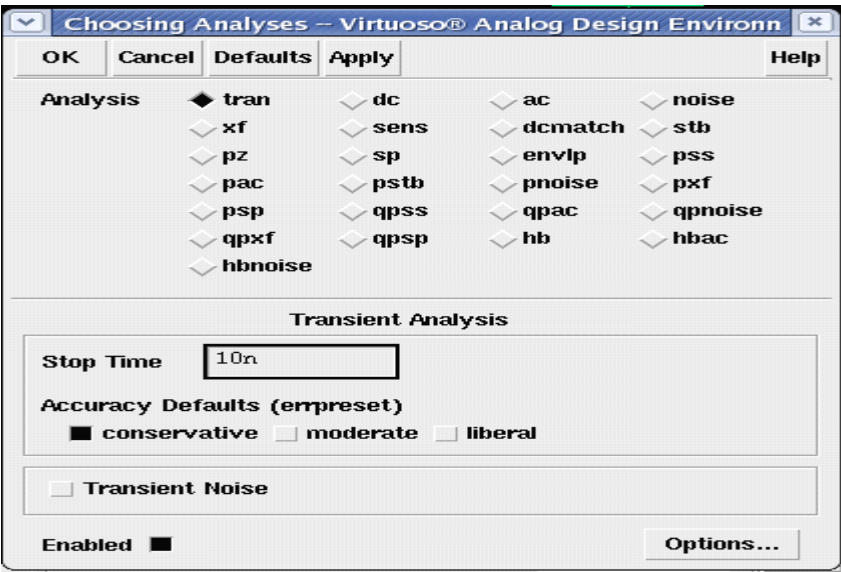 Choosing Analyses -- Virtuoso® Analog Design Environn
OK Cancel Defaults Apply Help
Analysis tran dc ac noise
xf sens dcmatch stb
pz sp envlp pss
pac pstb pnoise pxf
psp qpss qpac qpnoise
qpxf qpsp hb hbac
hbnoise
Transient Analysis
Stop Time 10n
Accuracy Defaults (errpreset)
conservative moderate liberal
Transient Noise
Enabled Options...